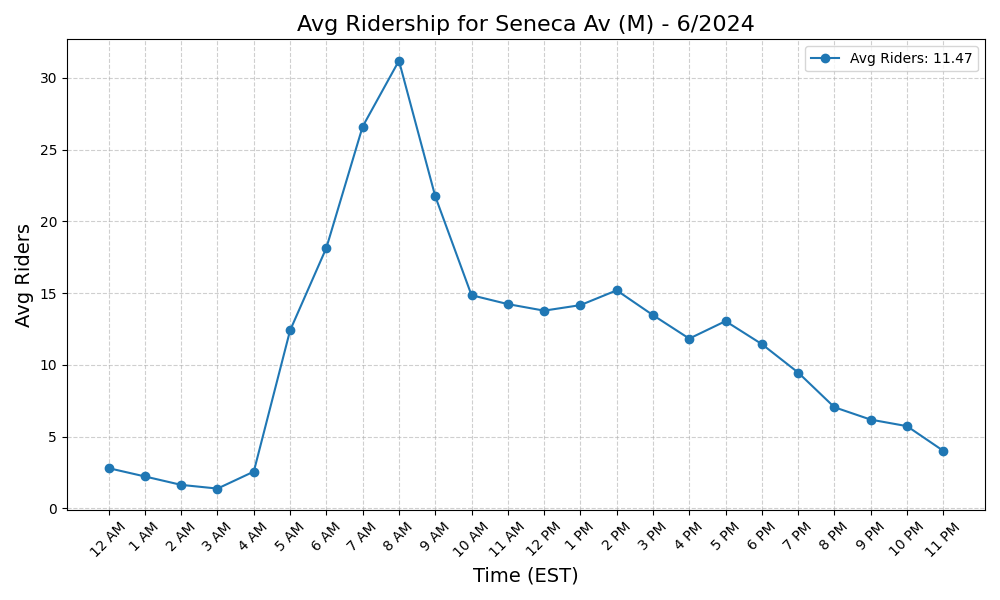 Avg Ridership for Seneca Av (M) - 6/2024
Avg Riders: 11.47
Avg Riders
30
25
20
15
10
5
0
12 AM
1 AM
2 AM
3 AM
4 AM
5 AM
6 AM
7 AM
8 AM
9 AM
10 AM
11 AM
12 PM
1 PM
2 PM
3 PM
4 PM
5 PM
6 PM
7 PM
8 PM
9 PM
10 PM
11 PM
Time (EST)